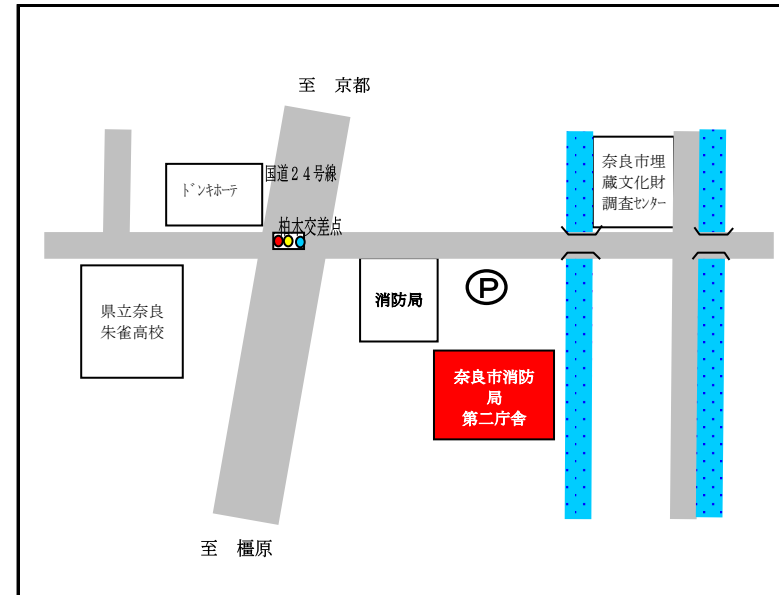 至　京都
国道２４号線
ﾄﾞﾝｷﾎｰﾃ
柏木交差点
奈良市埋
蔵文化財
調査ｾﾝﾀｰ
県立奈良
朱雀高校
消防局
P
奈良市消防
局
第二庁舎
至　橿原